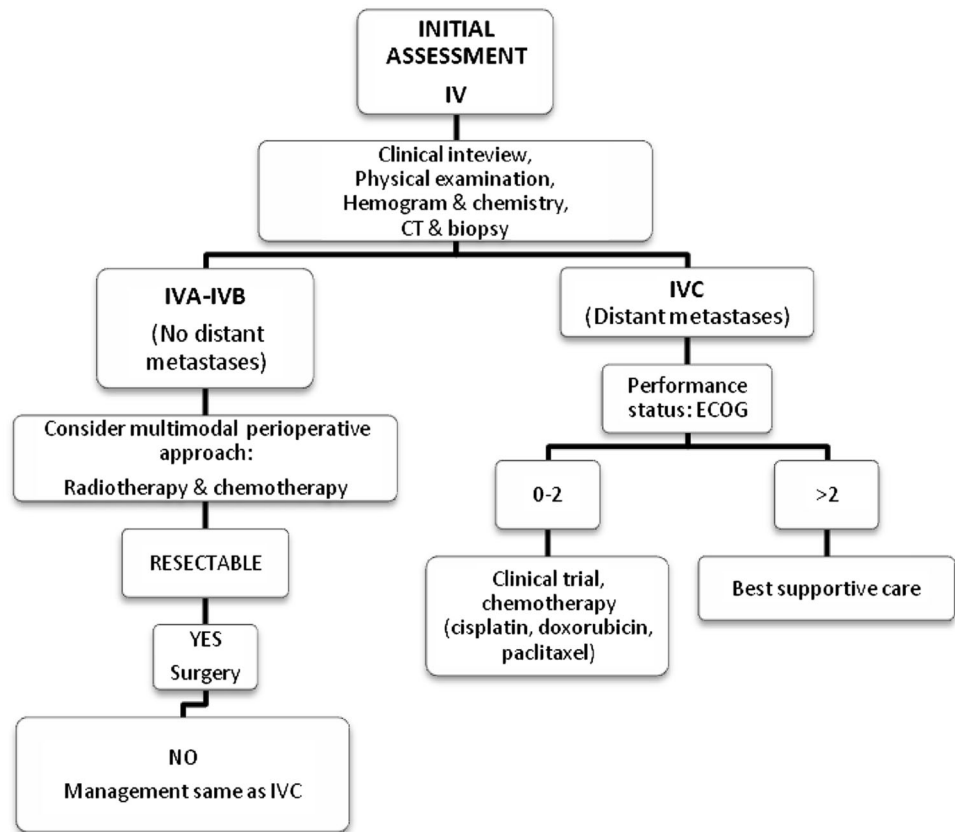 INITIAL
ASSESSMENT
IV
Clinical inteview,
Physical examination,
Hemogram & chemistry,
CT & biopsy
IVA-IVB
(No distant
metastases)
IVC
(Distant metastases)
Consider multimodal perioperative
approach:
Radiotherapy & chemotherapy
Performance
status: ECOG
RESECTABLE
0-2
>2
Clinical trial,
chemotherapy
(cisplatin, doxorubicin,
paclitaxel)
Best supportive care
YES
Surgery
NO
Management same as IVC